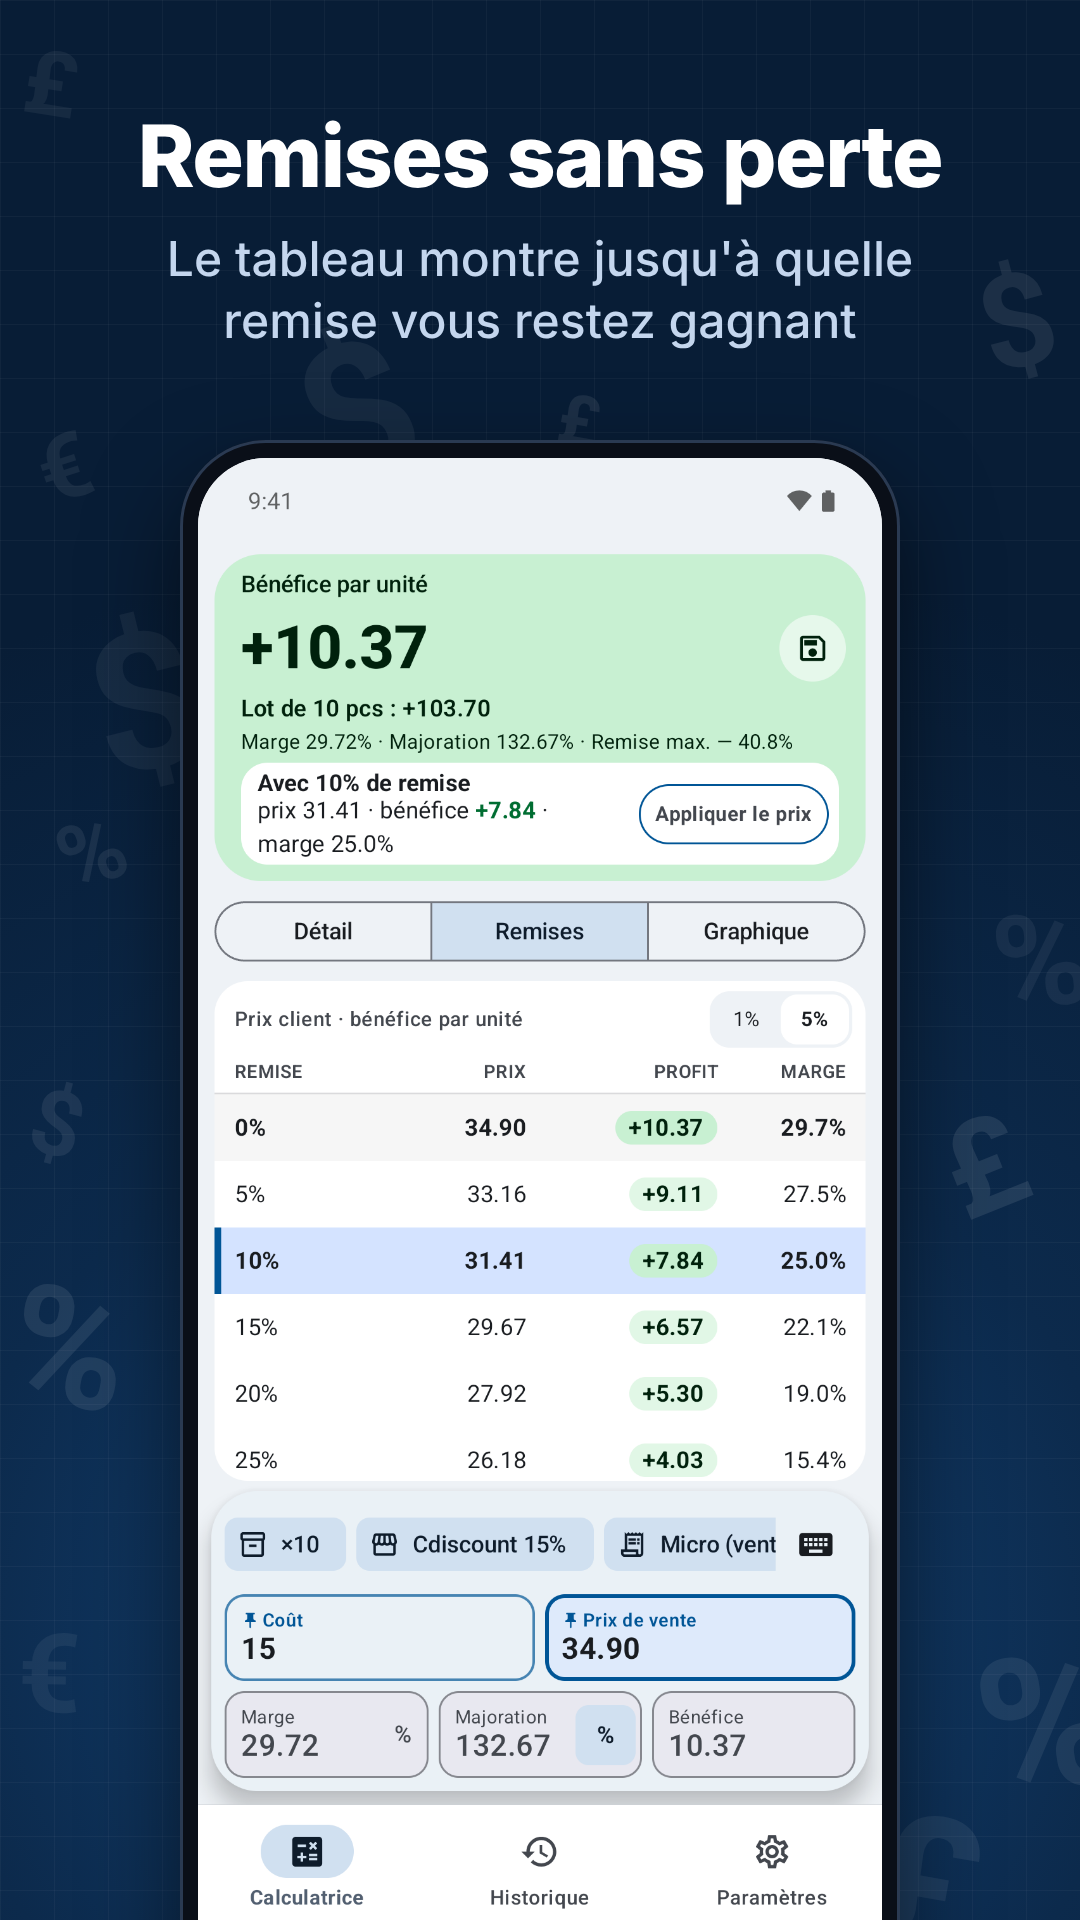 Remises sans perte
Le tableau montre jusqu'à quelle
remise vous restez gagnant
9:41
Bénéfice par unité
+10.37
Lot de 10 pcs : +103.70
Marge 29.72% · Majoration 132.67% · Remise max. — 40.8%
Avec 10% de remise
prix 31.41 · bénéfice +7.84 ·
marge 25.0%
Appliquer le prix
Détail Remises Graphique
Prix client · bénéfice par unité 1% 5%
REMISE PRIX PROFIT MARGE
0% 34.90 +10.37 29.7%
5% 33.16 +9.11 27.5%
10% 31.41 +7.84 25.0%
15% 29.67 +6.57 22.1%
20% 27.92 +5.30 19.0%
25% 26.18 +4.03 15.4%
×10 Cdiscount 15% Micro (vent
Coût Prix de vente
15 34.90
Marge Majoration Bénéfice
29.72 % 132.67 % 10.37
Calculatrice Historique Paramètres